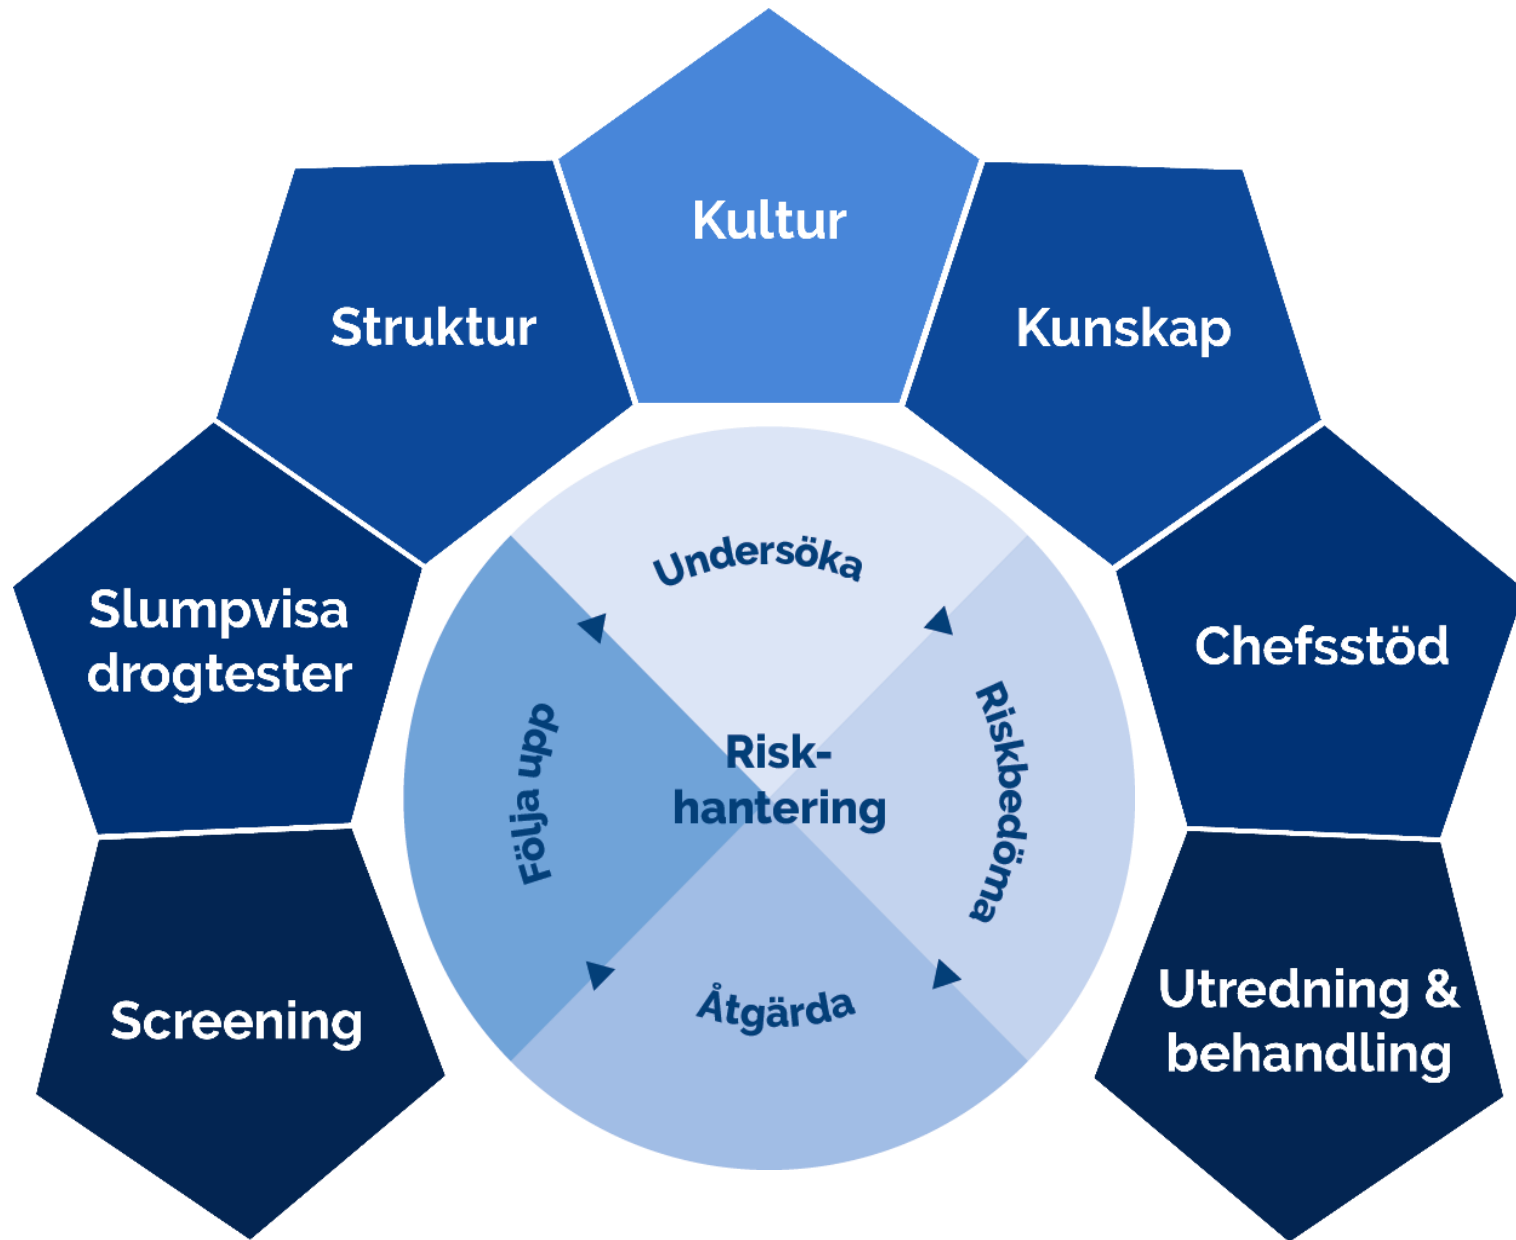 Kultur
Struktur
Kunskap
Slumpvisa
drogtester
Chefsstöd
Screening
Utredning &
behandling
Undersöka
Riskbedöma
Åtgärda
Följa upp
Risk-
hantering